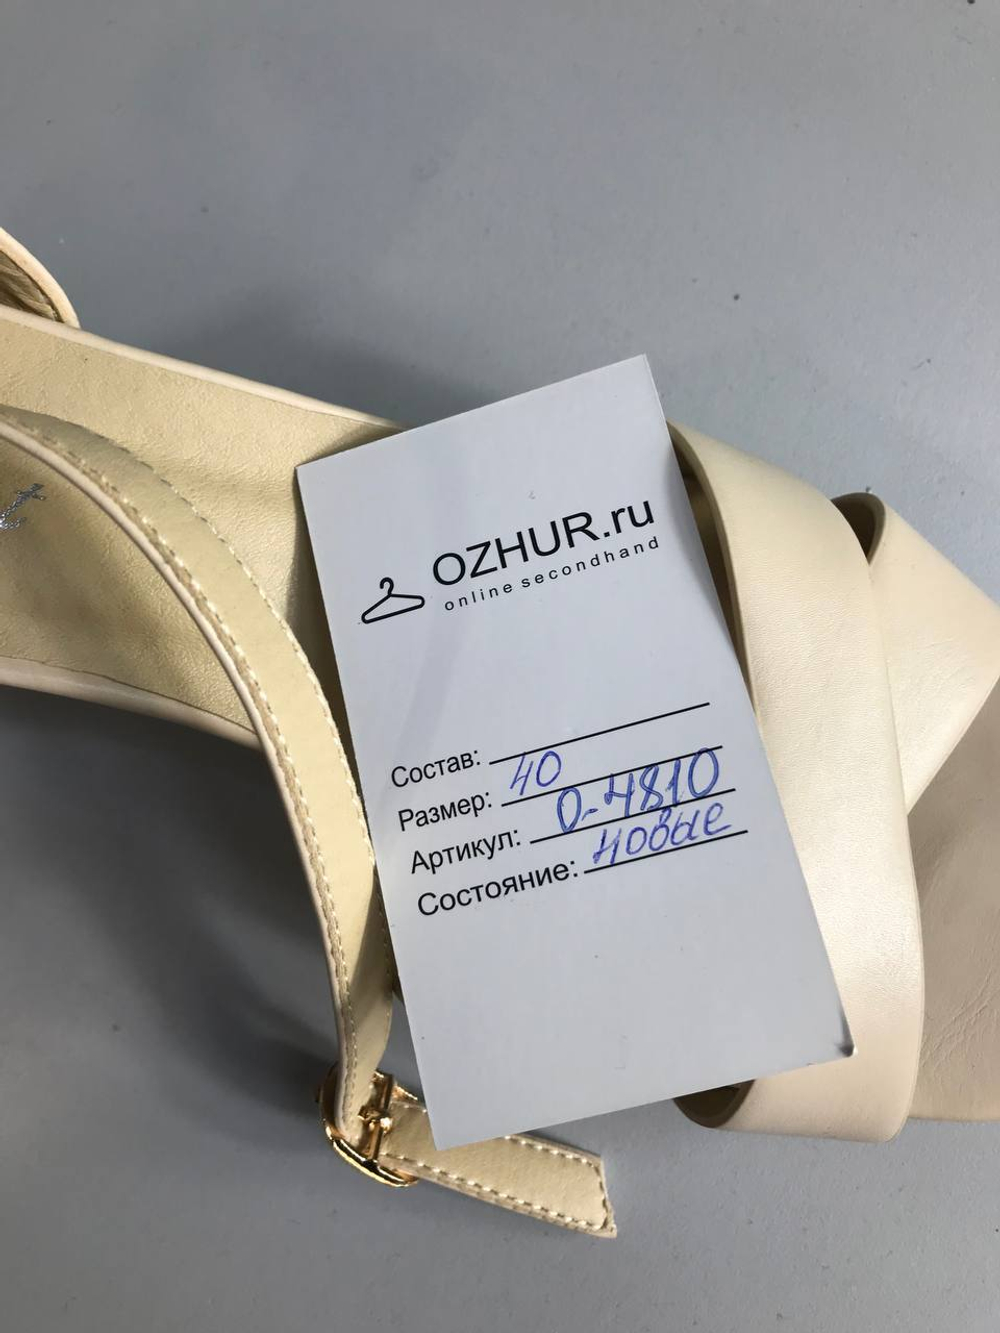 OZHUR.ru
online secondhand
Состав:
Размер: 40
Артикул: 0-4810
Состояние: новые